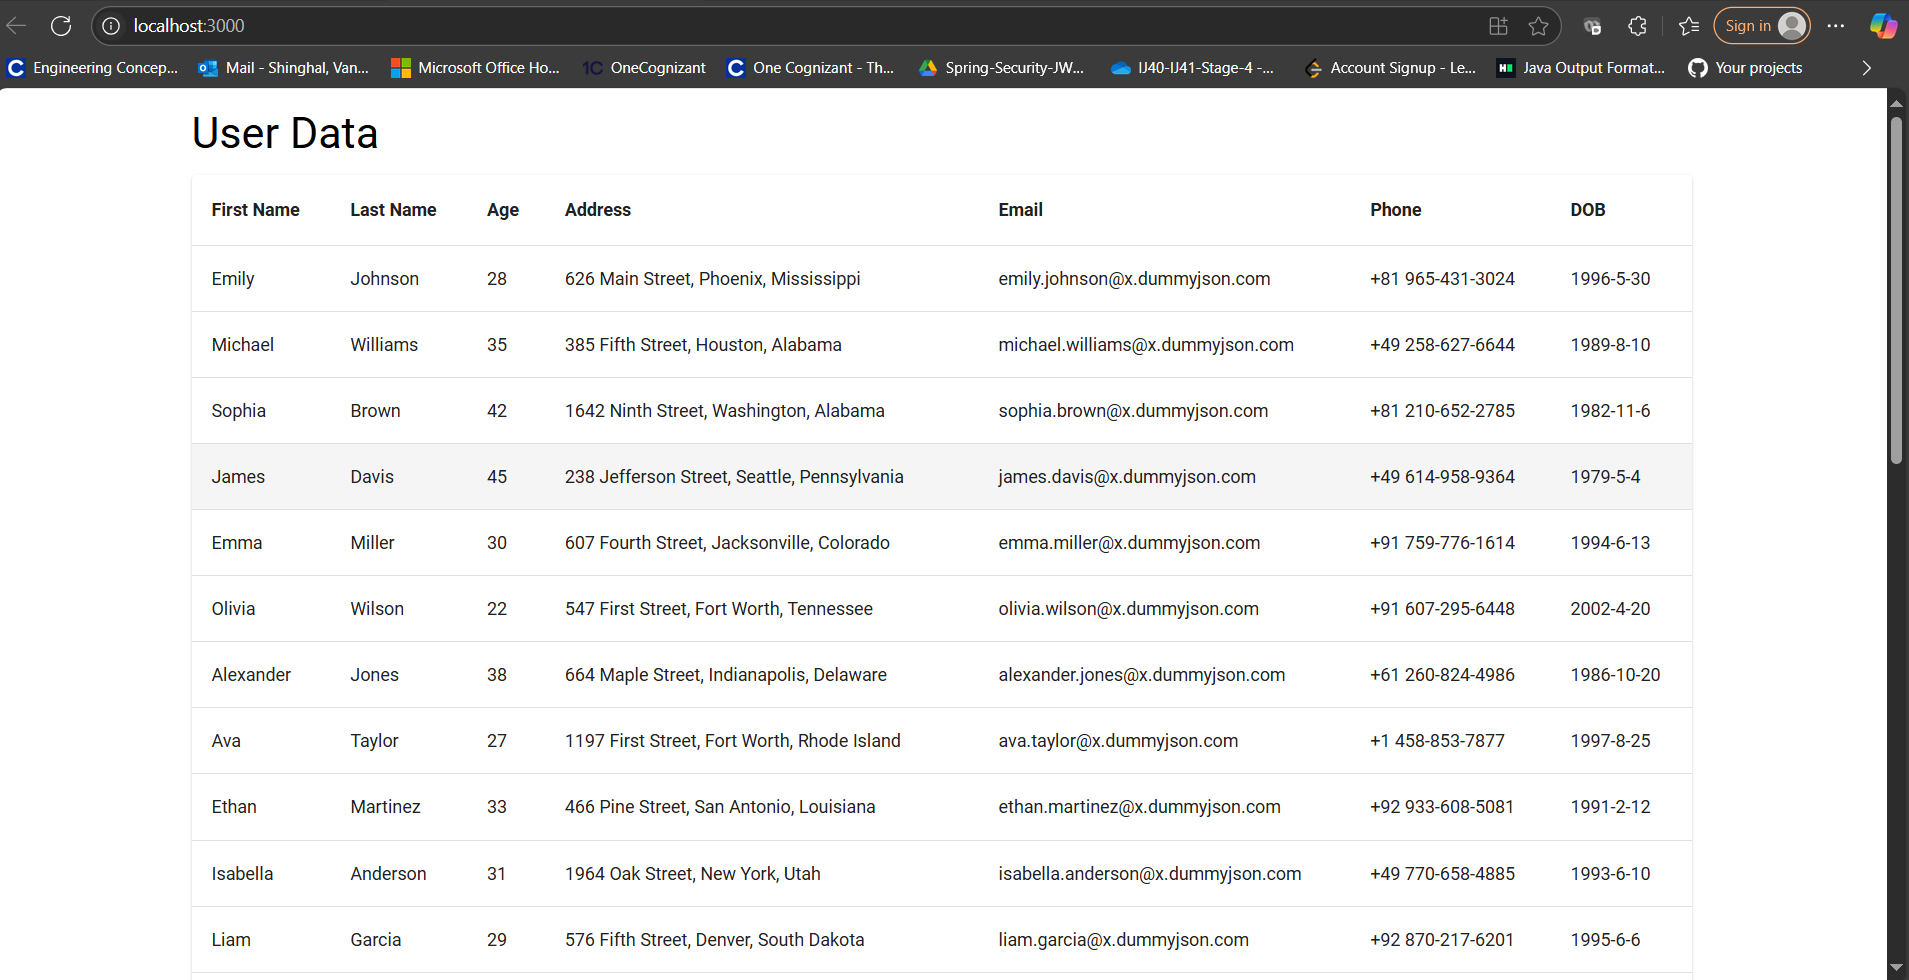 localhost:3000
Sign in
Engineering Concep... Mail - Shinghal, Van... Microsoft Office Ho... 1C OneCognizant One Cognizant - Th... Spring-Security-JW... IJ40-IJ41-Stage-4 -... Account Signup - Le... Java Output Format... Your projects
User Data
First Name Last Name Age Address Email Phone DOB
Emily Johnson 28 626 Main Street, Phoenix, Mississippi emily.johnson@x.dummyjson.com +81 965-431-3024 1996-5-30
Michael Williams 35 385 Fifth Street, Houston, Alabama michael.williams@x.dummyjson.com +49 258-627-6644 1989-8-10
Sophia Brown 42 1642 Ninth Street, Washington, Alabama sophia.brown@x.dummyjson.com +81 210-652-2785 1982-11-6
James Davis 45 238 Jefferson Street, Seattle, Pennsylvania james.davis@x.dummyjson.com +49 614-958-9364 1979-5-4
Emma Miller 30 607 Fourth Street, Jacksonville, Colorado emma.miller@x.dummyjson.com +91 759-776-1614 1994-6-13
Olivia Wilson 22 547 First Street, Fort Worth, Tennessee olivia.wilson@x.dummyjson.com +91 607-295-6448 2002-4-20
Alexander Jones 38 664 Maple Street, Indianapolis, Delaware alexander.jones@x.dummyjson.com +61 260-824-4986 1986-10-20
Ava Taylor 27 1197 First Street, Fort Worth, Rhode Island ava.taylor@x.dummyjson.com +1 458-853-7877 1997-8-25
Ethan Martinez 33 466 Pine Street, San Antonio, Louisiana ethan.martinez@x.dummyjson.com +92 933-608-5081 1991-2-12
Isabella Anderson 31 1964 Oak Street, New York, Utah isabella.anderson@x.dummyjson.com +49 770-658-4885 1993-6-10
Liam Garcia 29 576 Fifth Street, Denver, South Dakota liam.garcia@x.dummyjson.com +92 870-217-6201 1995-6-6